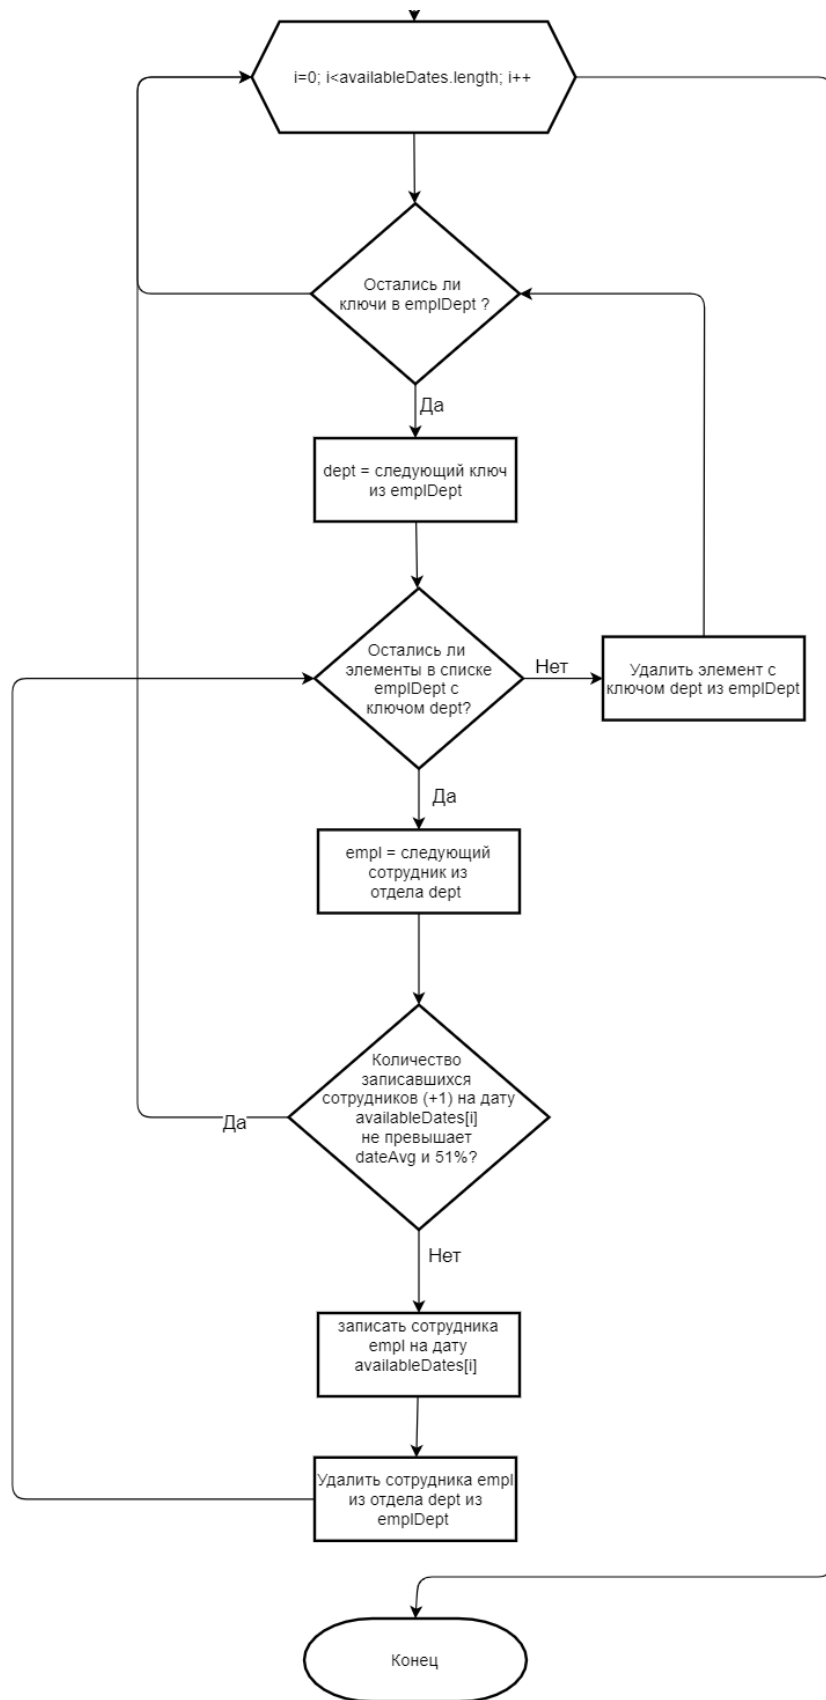 i=0; i<availableDates.length; i++
Остались ли
ключи в emplDept ?
Да
dept = следующий ключ
из emplDept
Остались ли
элементы в списке
emplDept с
ключом dept?
Нет
Удалить элемент с
ключом dept из emplDept
Да
empl = следующий
сотрудник из
отдела dept
Количество
записавшихся
сотрудников (+1) на дату
availableDates[i]
не превышает
dateAvg и 51%?
Да
Нет
записать сотрудника
empl на дату
availableDates[i]
Удалить сотрудника empl
из отдела dept из
emplDept
Конец